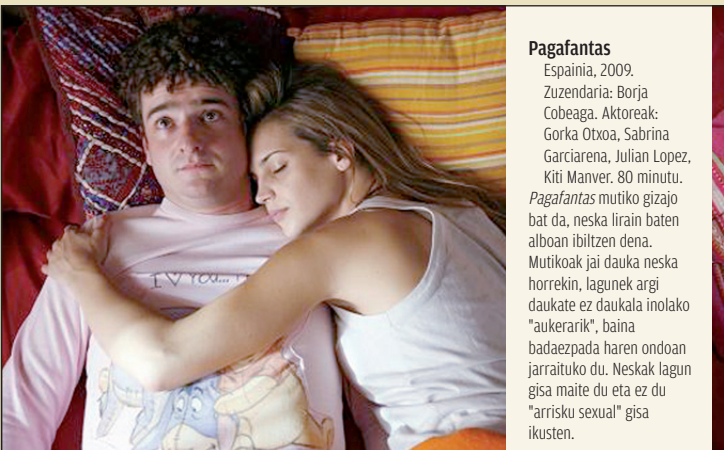 I ♥ YOU...
Pagafantas
Espainia, 2009.
Zuzendaria: Borja
Cobeaga. Aktoreak:
Gorka Otxoa, Sabrina
Garciarena, Julian Lopez,
Kiti Manver. 80 minutu.
Pagafantas mutiko gizajo
bat da, neska lirain baten
alboan ibiltzen dena.
Mutikoak jai dauka neska
horrekin, lagunek argi
daukate ez daukala inolako
"aukerarik", baina
badaezpada haren ondoan
jarraituko du. Neskak lagun
gisa maite du eta ez du
"arrisku sexual" gisa
ikusten.